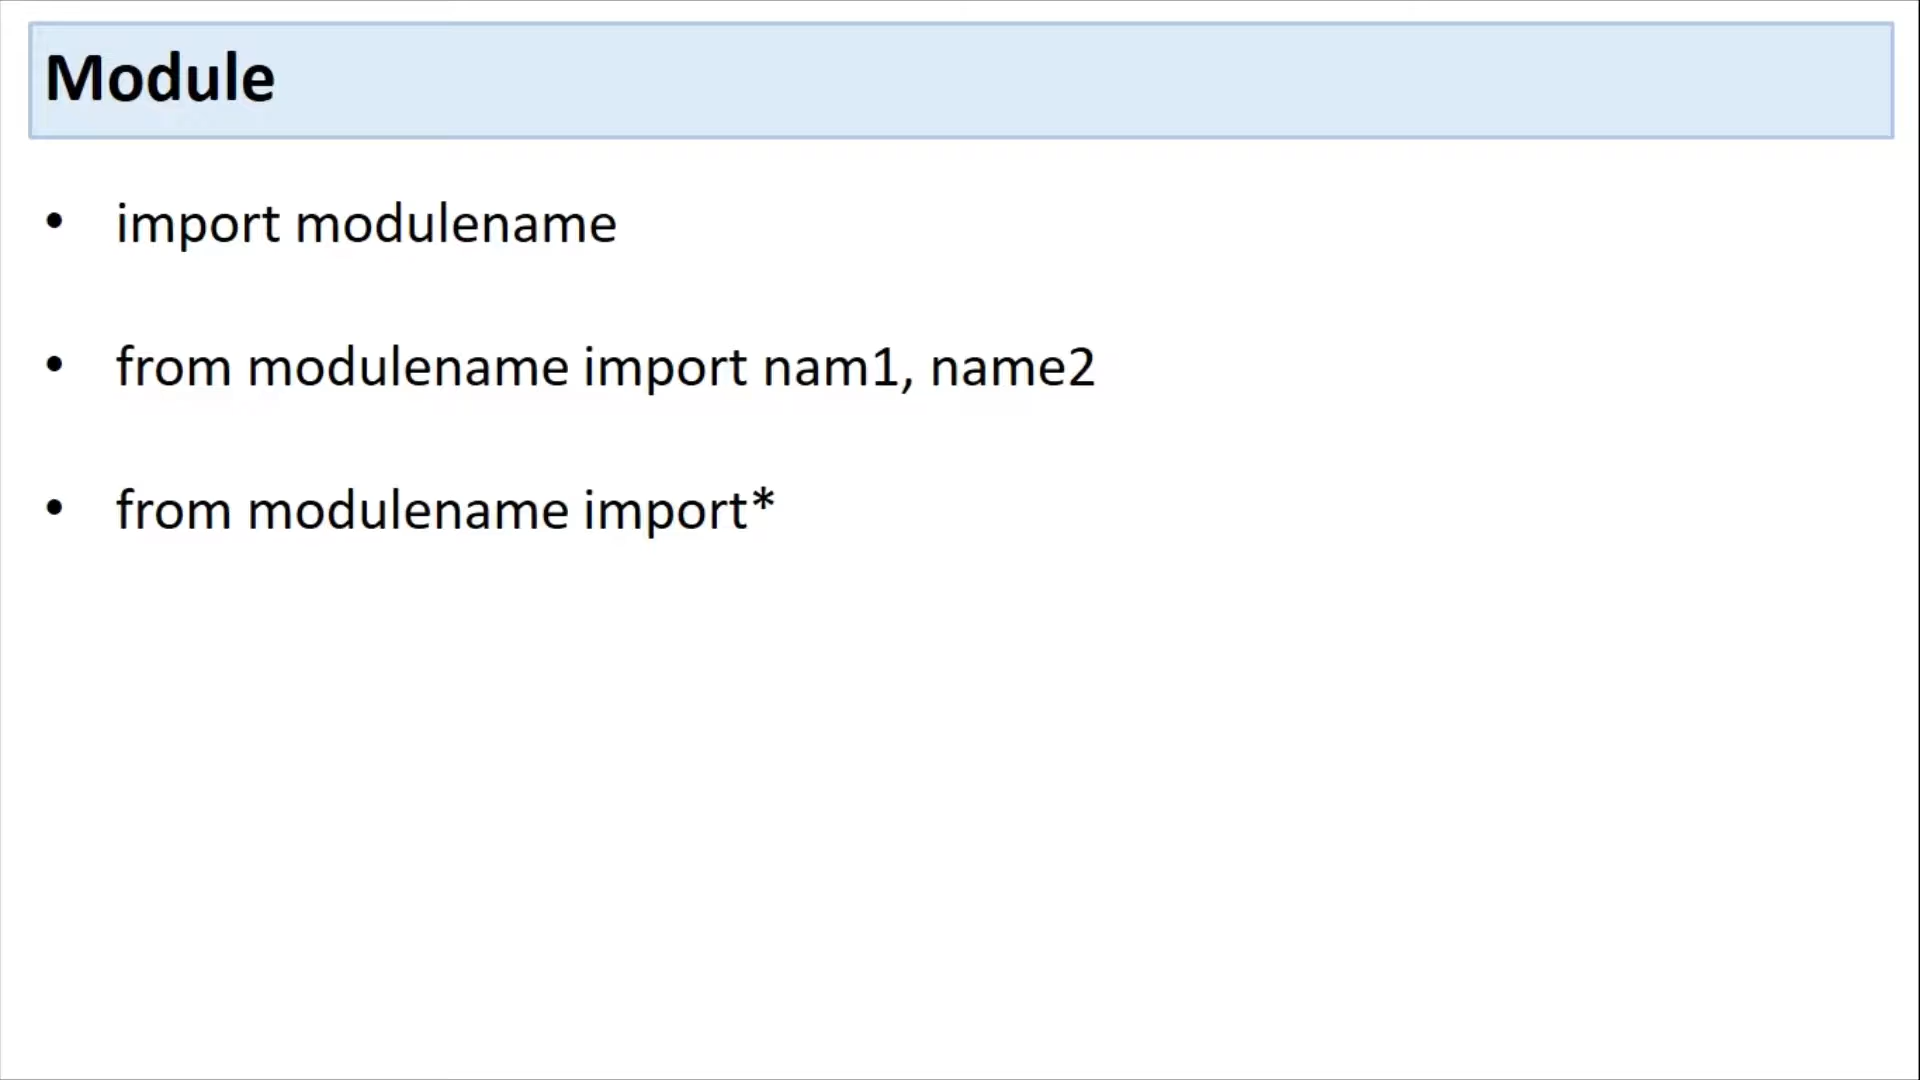 Module
• import modulename
• from modulename import nam1, name2
• from modulename import*